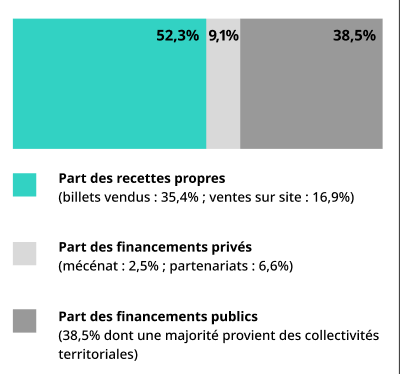 52,3% 9,1% 38,5%
Part des recettes propres
(billets vendus : 35,4% ; ventes sur site : 16,9%)
Part des financements privés
(mécénat : 2,5% ; partenariats : 6,6%)
Part des financements publics
(38,5% dont une majorité provient des collectivités
territoriales)